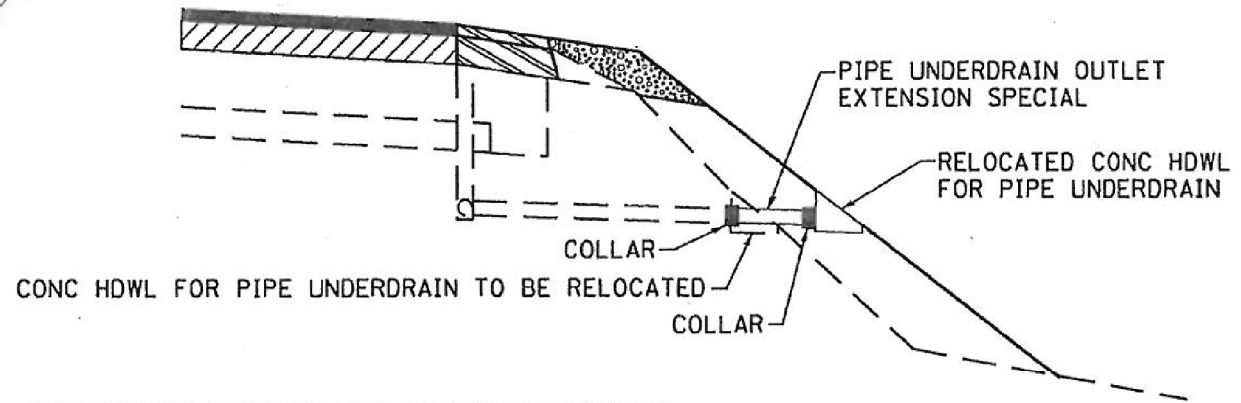 PIPE UNDERDRAIN OUTLET
EXTENSION SPECIAL
RELOCATED CONC HDWL
FOR PIPE UNDERDRAIN
COLLAR
CONC HDWL FOR PIPE UNDERDRAIN TO BE RELOCATED
COLLAR